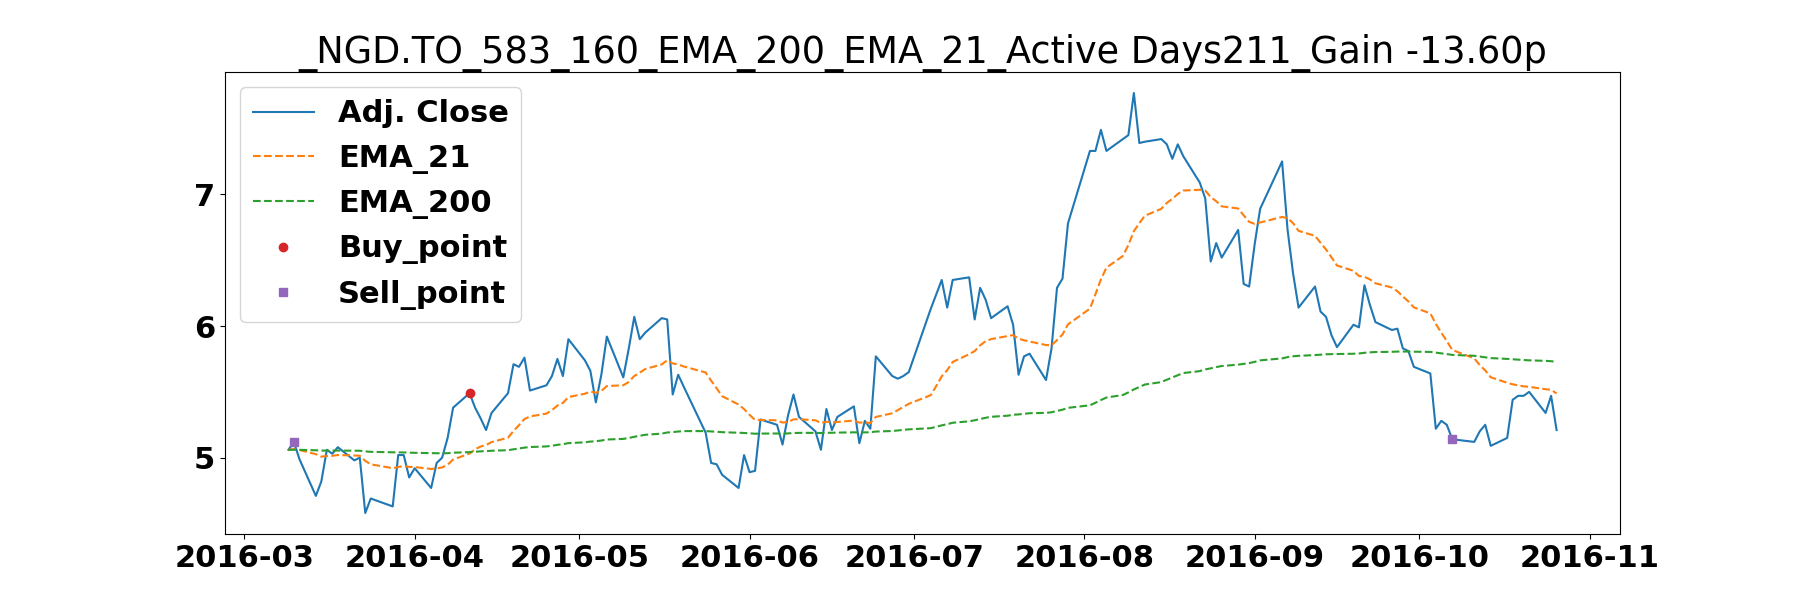 _NGD.TO_583_160_EMA_200_EMA_21_Active Days211_Gain -13.60p
Adj. Close
EMA_21
EMA_200
Buy_point
Sell_point
7
6
5
2016-03 2016-04 2016-05 2016-06 2016-07 2016-08 2016-09 2016-10 2016-11